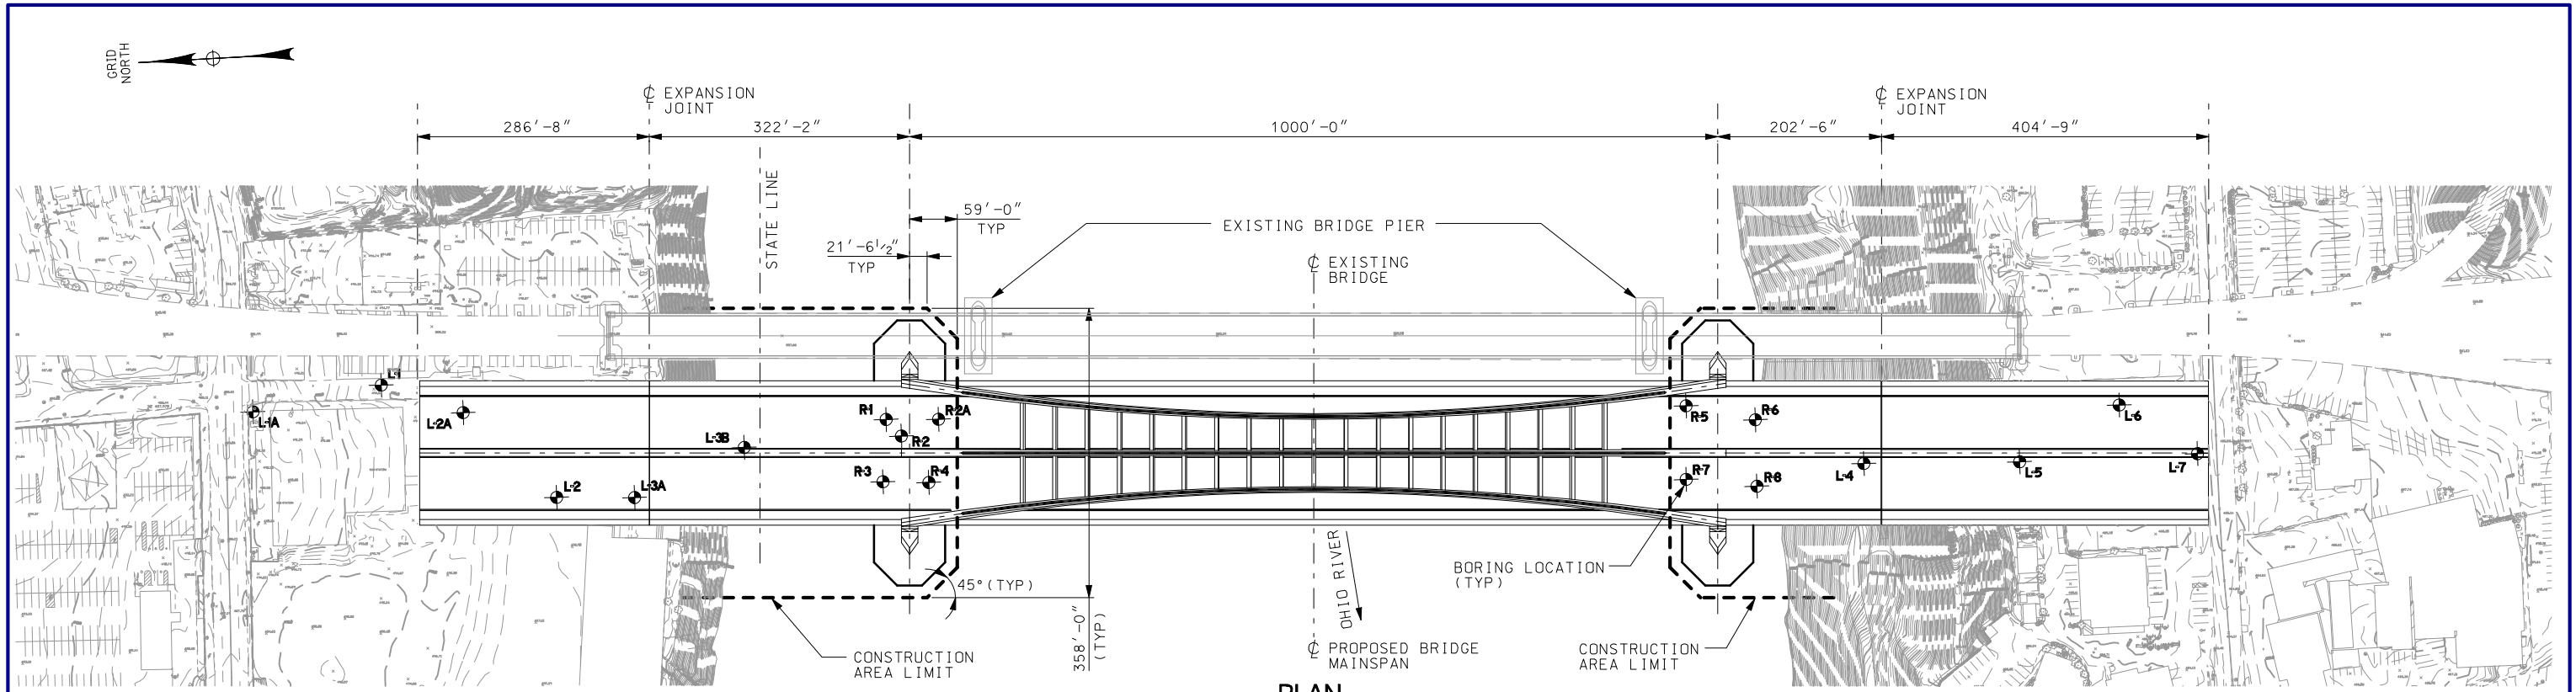 GRID
NORTH
℄ EXPANSION
JOINT
℄ EXPANSION
JOINT
286'-8"
322'-2"
1000'-0"
202'-6"
404'-9"
STATE LINE
59'-0"
TYP
21'-6 1/2"
TYP
EXISTING BRIDGE PIER
℄ EXISTING
BRIDGE
L-1
L-1A
L-2A
L-3B
L-2
L-3A
R-1
R-2A
R-2
R-3
R-4
R-5
R-6
R-7
R-8
L-4
L-5
L-6
L-7
45° (TYP)
358'-0"
(TYP)
OHIO RIVER
BORING LOCATION
(TYP)
CONSTRUCTION
AREA LIMIT
℄ PROPOSED BRIDGE
MAINSPAN
CONSTRUCTION
AREA LIMIT
PLAN